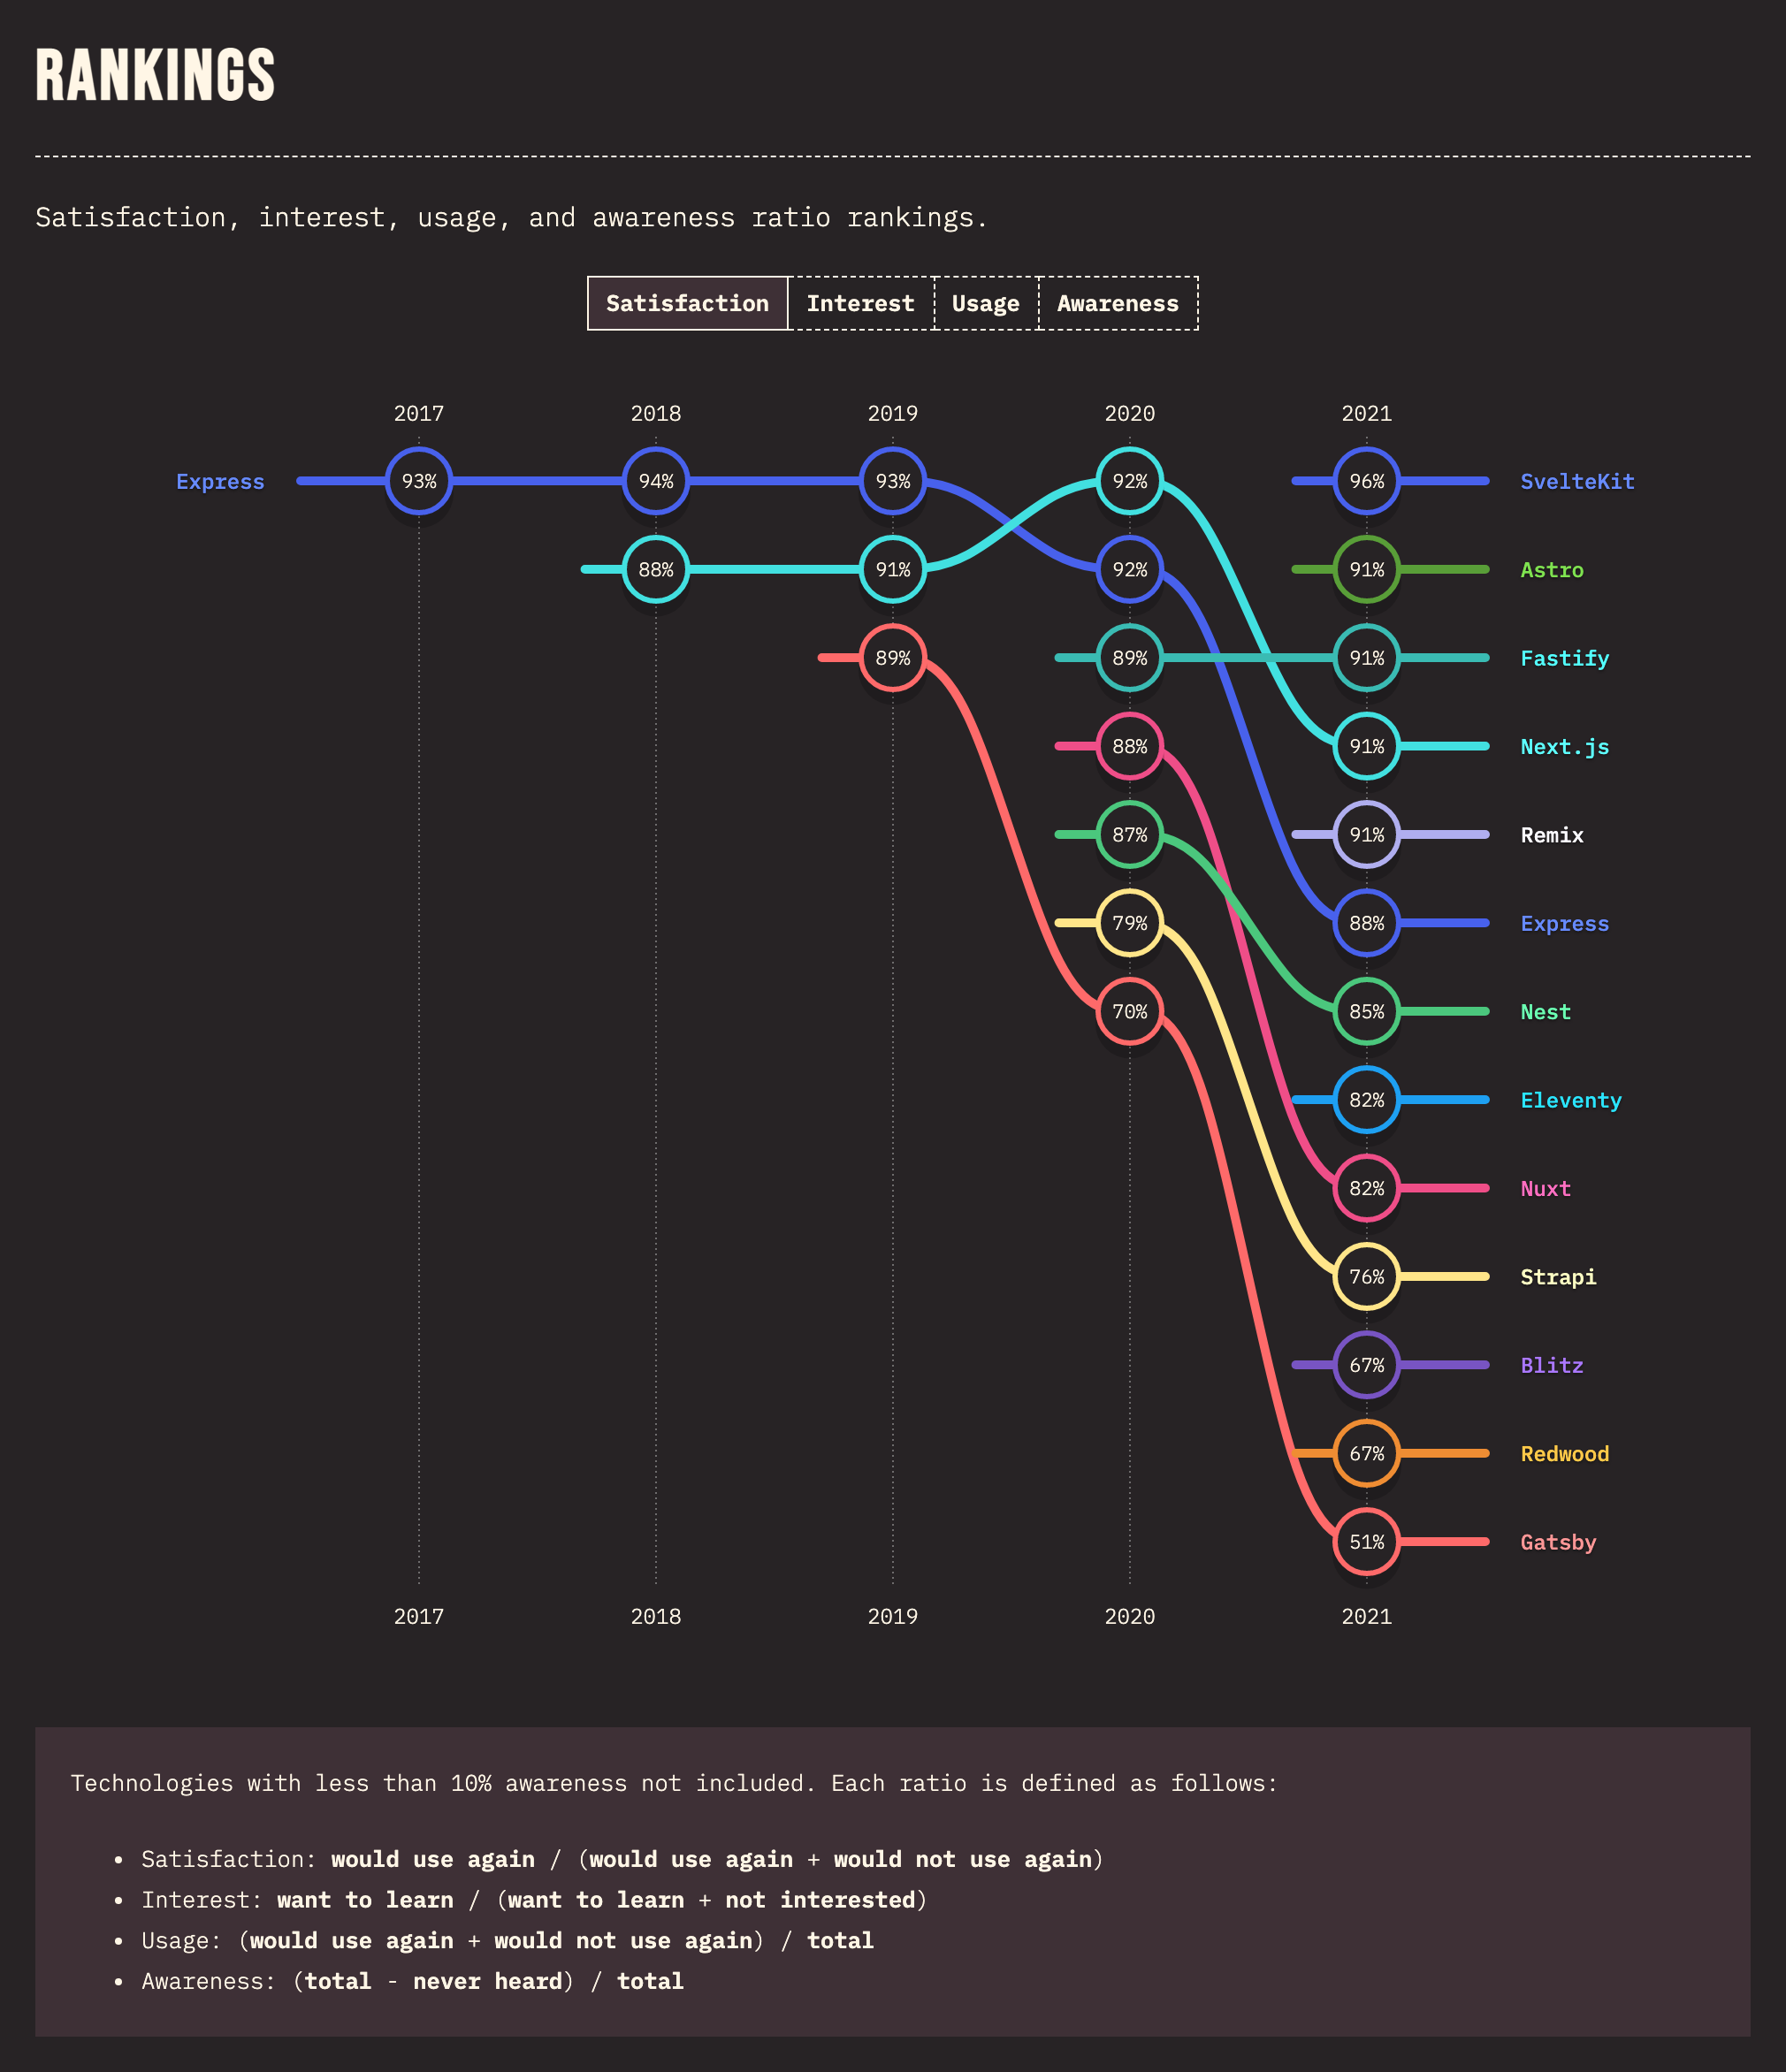 RANKINGS
Satisfaction, interest, usage, and awareness ratio rankings.
Satisfaction Interest Usage Awareness
2017 2018 2019 2020 2021
Express 93% 94% 93% 92% 96% SvelteKit
88% 91% 92% 91% Astro
89% 89% 91% Fastify
88% 91% Next.js
87% 91% Remix
79% 88% Express
70% 85% Nest
82% Eleventy
82% Nuxt
76% Strapi
67% Blitz
67% Redwood
51% Gatsby
2017 2018 2019 2020 2021
Technologies with less than 10% awareness not included. Each ratio is defined as follows:
• Satisfaction: would use again / (would use again + would not use again)
• Interest: want to learn / (want to learn + not interested)
• Usage: (would use again + would not use again) / total
• Awareness: (total - never heard) / total